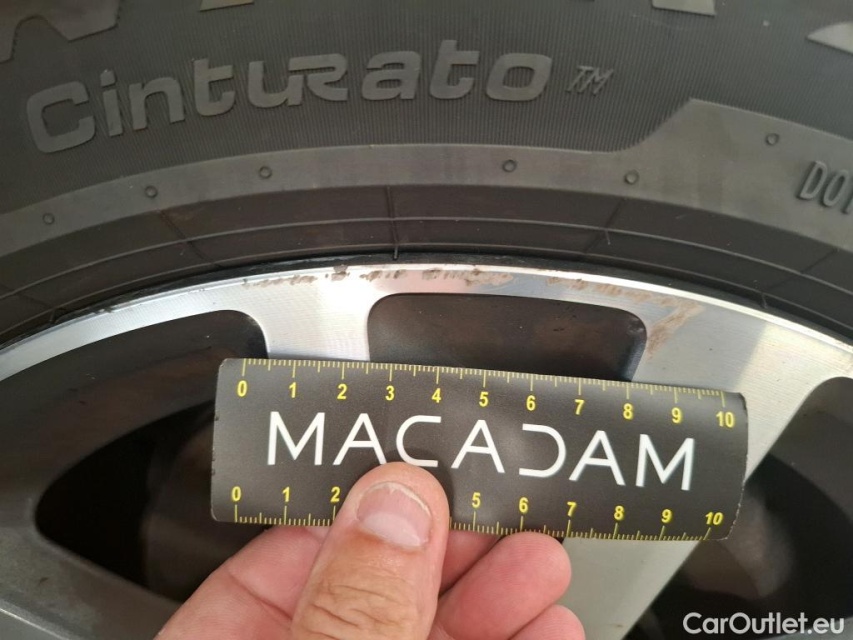 Cinturato™
DOT
0 1 2 3 4 5 6 7 8 9 10
MACADAM
0 1 2 5 6 7 8 9 10
CarOutlet.eu